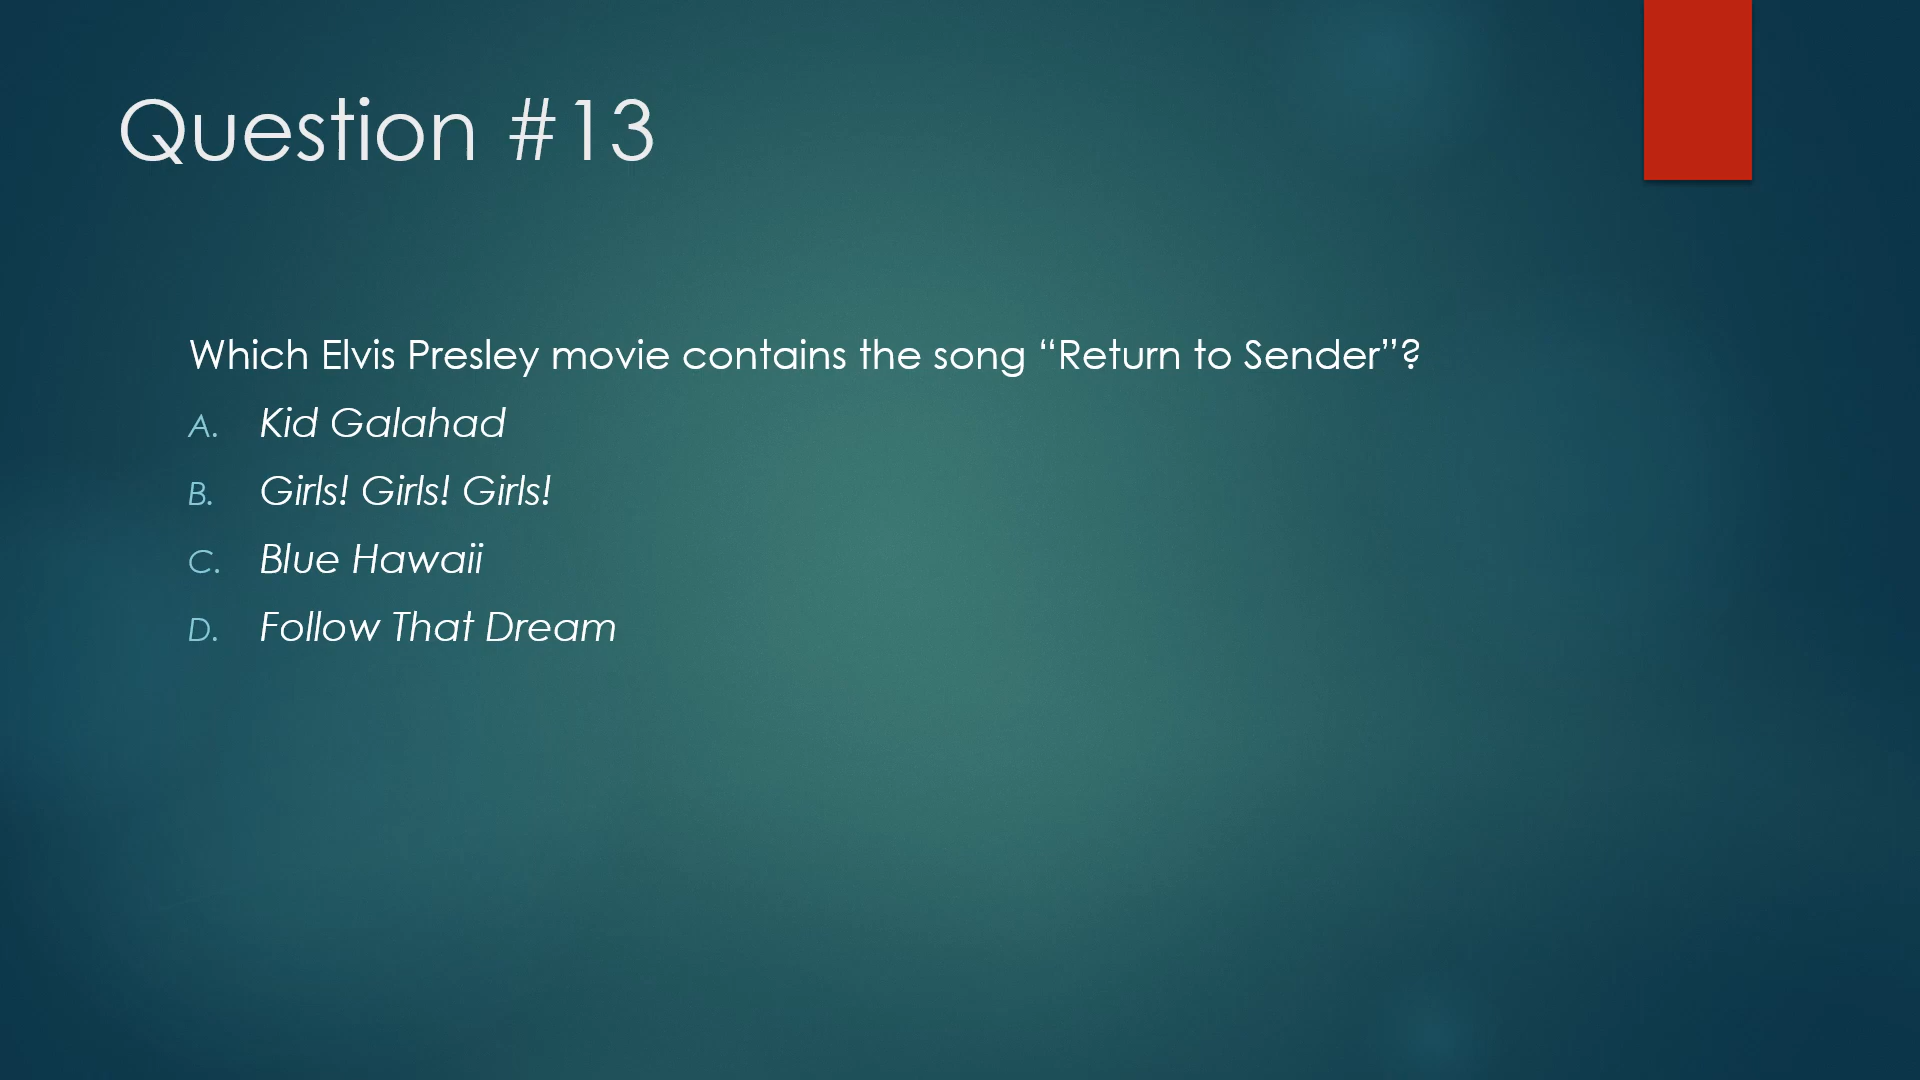 Question #13
Which Elvis Presley movie contains the song “Return to Sender”?
A. Kid Galahad
B. Girls! Girls! Girls!
C. Blue Hawaii
D. Follow That Dream